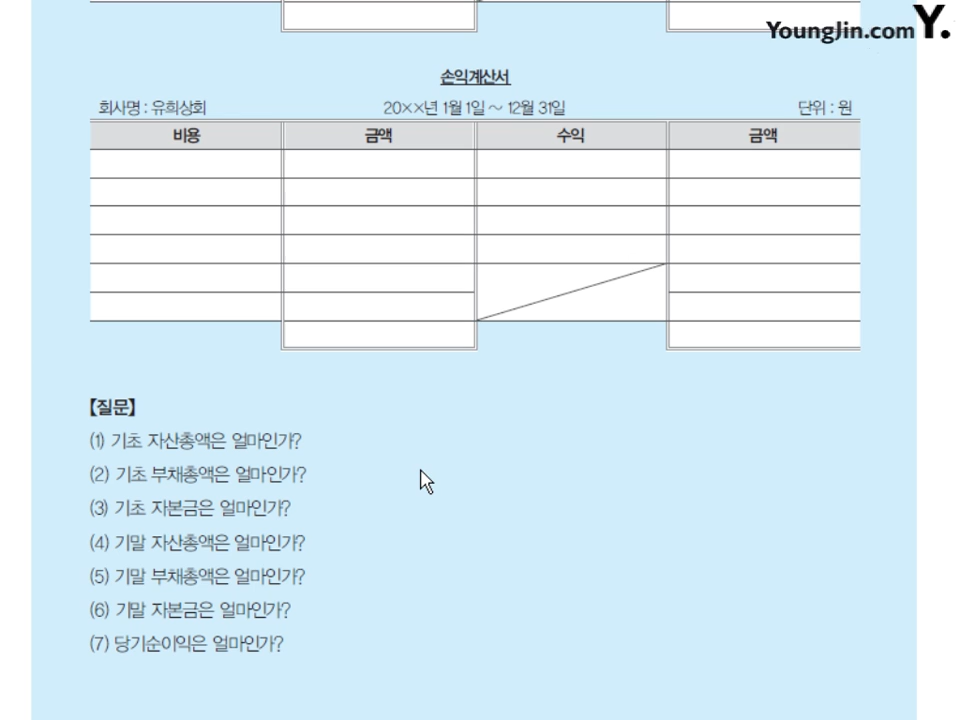 YoungJin.com Y.
손익계산서
회사명 : 유희상회 20××년 1월 1일 ~ 12월 31일 단위 : 원
비용 금액 수익 금액
【질문】
(1) 기초 자산총액은 얼마인가?
(2) 기초 부채총액은 얼마인가?
(3) 기초 자본금은 얼마인가?
(4) 기말 자산총액은 얼마인가?
(5) 기말 부채총액은 얼마인가?
(6) 기말 자본금은 얼마인가?
(7) 당기순이익은 얼마인가?